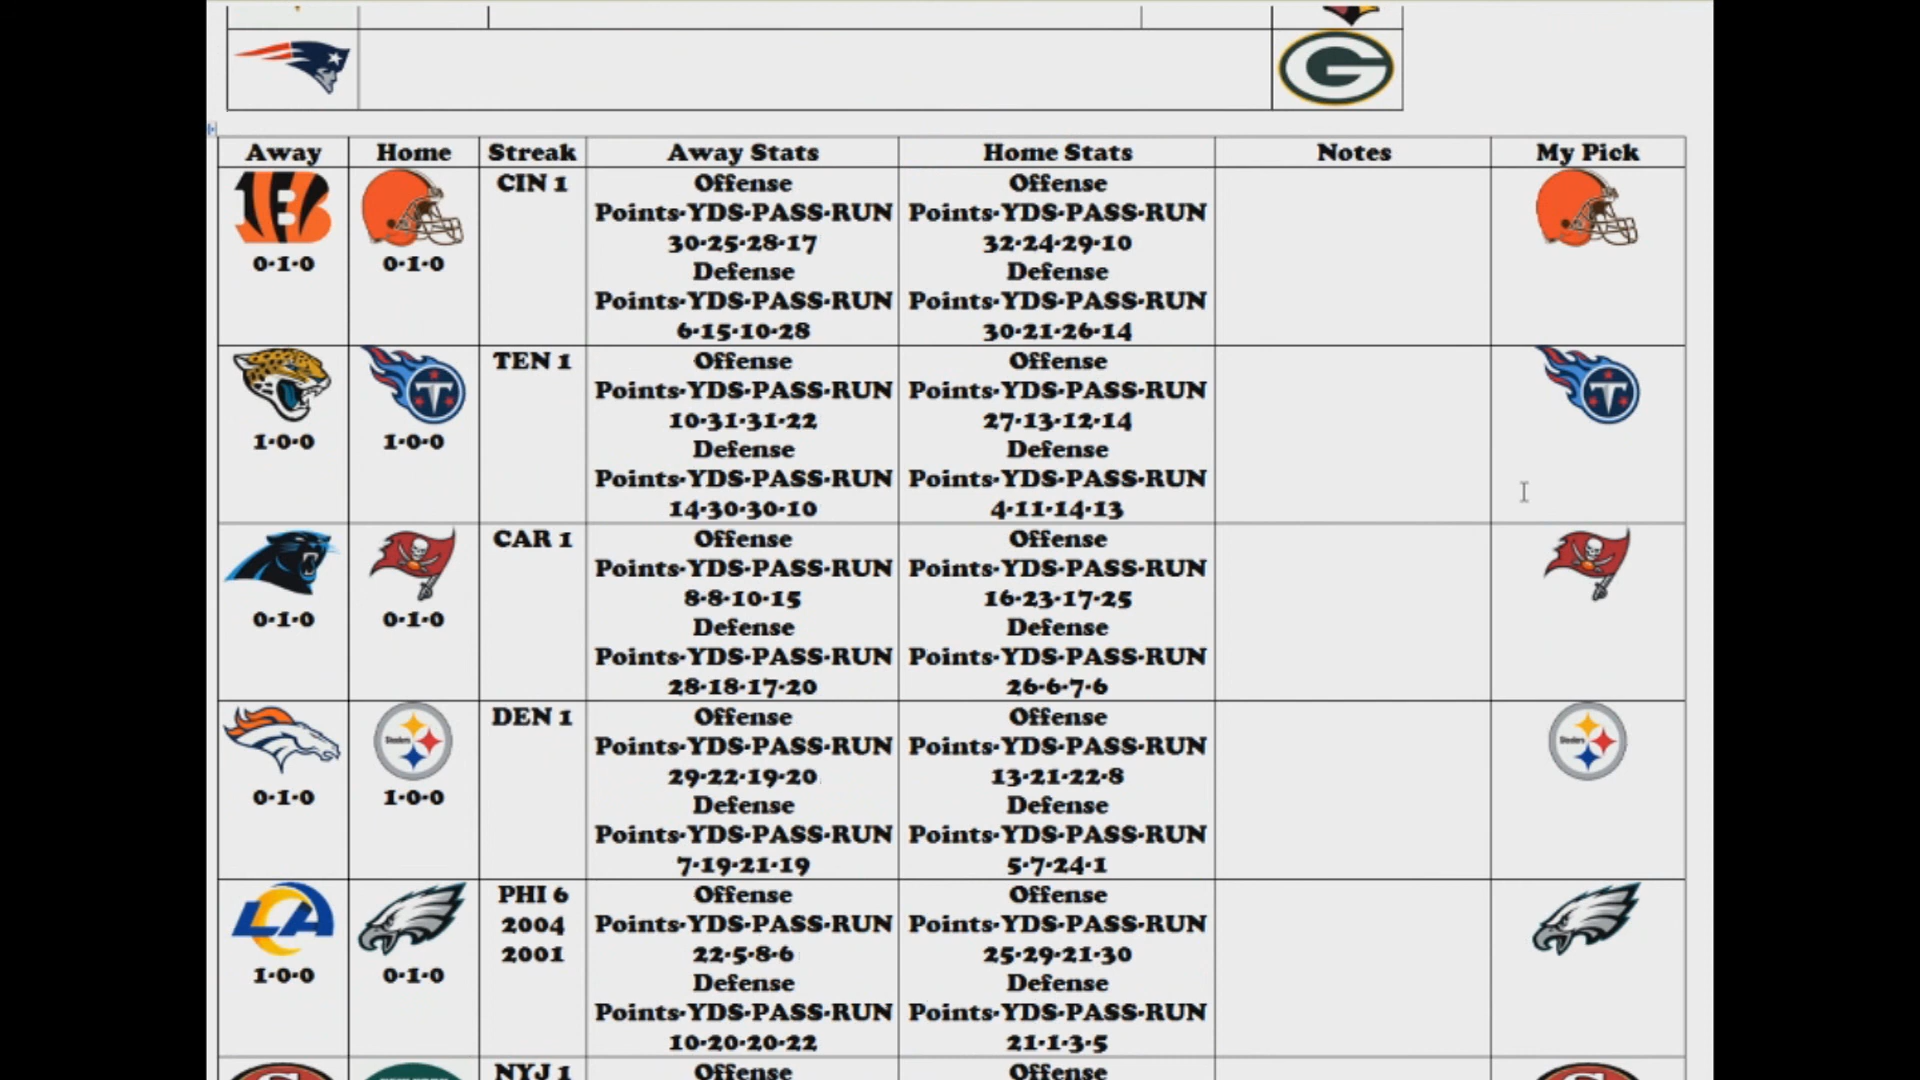 Away Home Streak Away Stats Home Stats Notes My Pick
CIN 1 Offense Offense
Points-YDS-PASS-RUN Points-YDS-PASS-RUN
30-25-28-17 32-24-29-10
0-1-0 0-1-0 Defense Defense
Points-YDS-PASS-RUN Points-YDS-PASS-RUN
6-15-10-28 30-21-26-14
TEN 1 Offense Offense
Points-YDS-PASS-RUN Points-YDS-PASS-RUN
10-31-31-22 27-13-12-14
1-0-0 1-0-0 Defense Defense
Points-YDS-PASS-RUN Points-YDS-PASS-RUN
14-30-30-10 4-11-14-13
CAR 1 Offense Offense
Points-YDS-PASS-RUN Points-YDS-PASS-RUN
8-8-10-15 16-23-17-25
0-1-0 0-1-0 Defense Defense
Points-YDS-PASS-RUN Points-YDS-PASS-RUN
28-18-17-20 26-6-7-6
DEN 1 Offense Offense
Steelers Points-YDS-PASS-RUN Points-YDS-PASS-RUN Steelers
29-22-19-20 13-21-22-8
0-1-0 1-0-0 Defense Defense
Points-YDS-PASS-RUN Points-YDS-PASS-RUN
7-19-21-19 5-7-24-1
PHI 6 Offense Offense
LA 2004 Points-YDS-PASS-RUN Points-YDS-PASS-RUN
2001 22-5-8-6 25-29-21-30
1-0-0 0-1-0 Defense Defense
Points-YDS-PASS-RUN Points-YDS-PASS-RUN
10-20-20-22 21-1-3-5
NYJ 1 Offense Offense